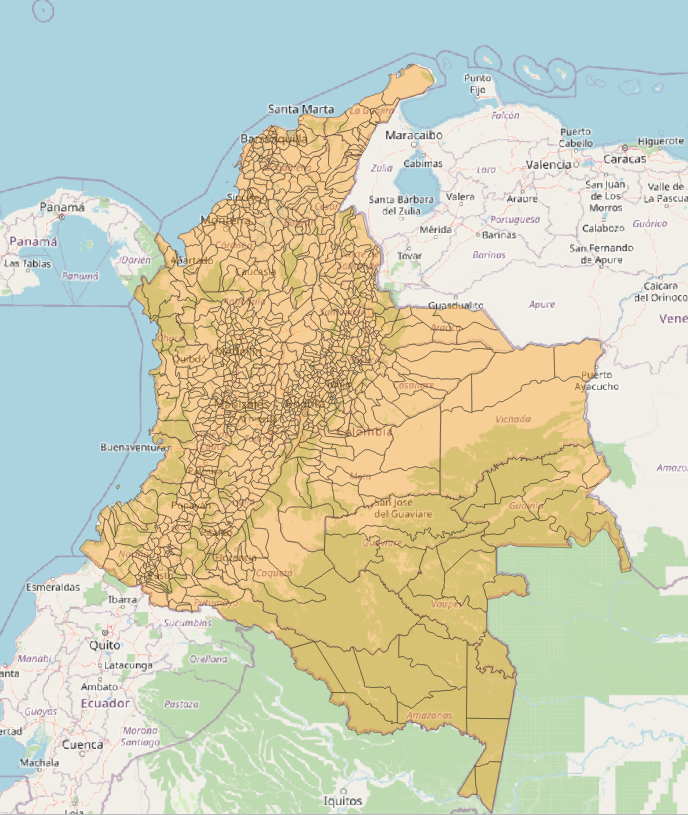 Punto
Fijo
Santa Marta
La Guajira
Falcón
Barranquilla
Maracaibo
Puerto
Cabello
Higuerote
Caracas
Cabimas
Valencia
Zulia
Lara
San Juan
de Los
Morros
Valle de
La Pascua
Santa Bárbara
del Zulia
Valera
Araure
Panamá
Montería
Portuguesa
Guárico
Mérida
Barinas
Calabozo
Panamá
San Fernando
de Apure
Las Tablas
Darién
Apartadó
Tovar
Barinas
Panamá
Caucasia
Caicara
del Orinoco
Guasdualito
Apure
Arauca
Vene
Quibdó
Puerto
Ayacucho
Casanare
Vichada
Colombia
Buenaventura
Amazo
Meta
San José
del Guaviare
Guainía
Popayán
Guaviare
Caquetá
Pasto
Esmeraldas
Ibarra
Putumayo
Vaupés
Sucumbíos
Quito
Manabí
Orellana
Latacunga
anta
Ambato
Ecuador
Pastaza
Guayas
Amazonas
ertad
Morona
Santiago
Cuenca
Machala
Iquitos
Loja